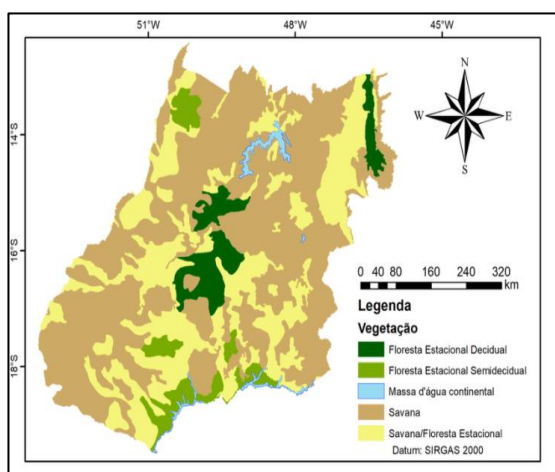 51°W 48°W 45°W
N
W E
S
14°S
16°S
18°S
0 40 80 160 240 320
km
Legenda
Vegetação
Floresta Estacional Decidual
Floresta Estacional Semidecidual
Massa d'água continental
Savana
Savana/Floresta Estacional
Datum: SIRGAS 2000